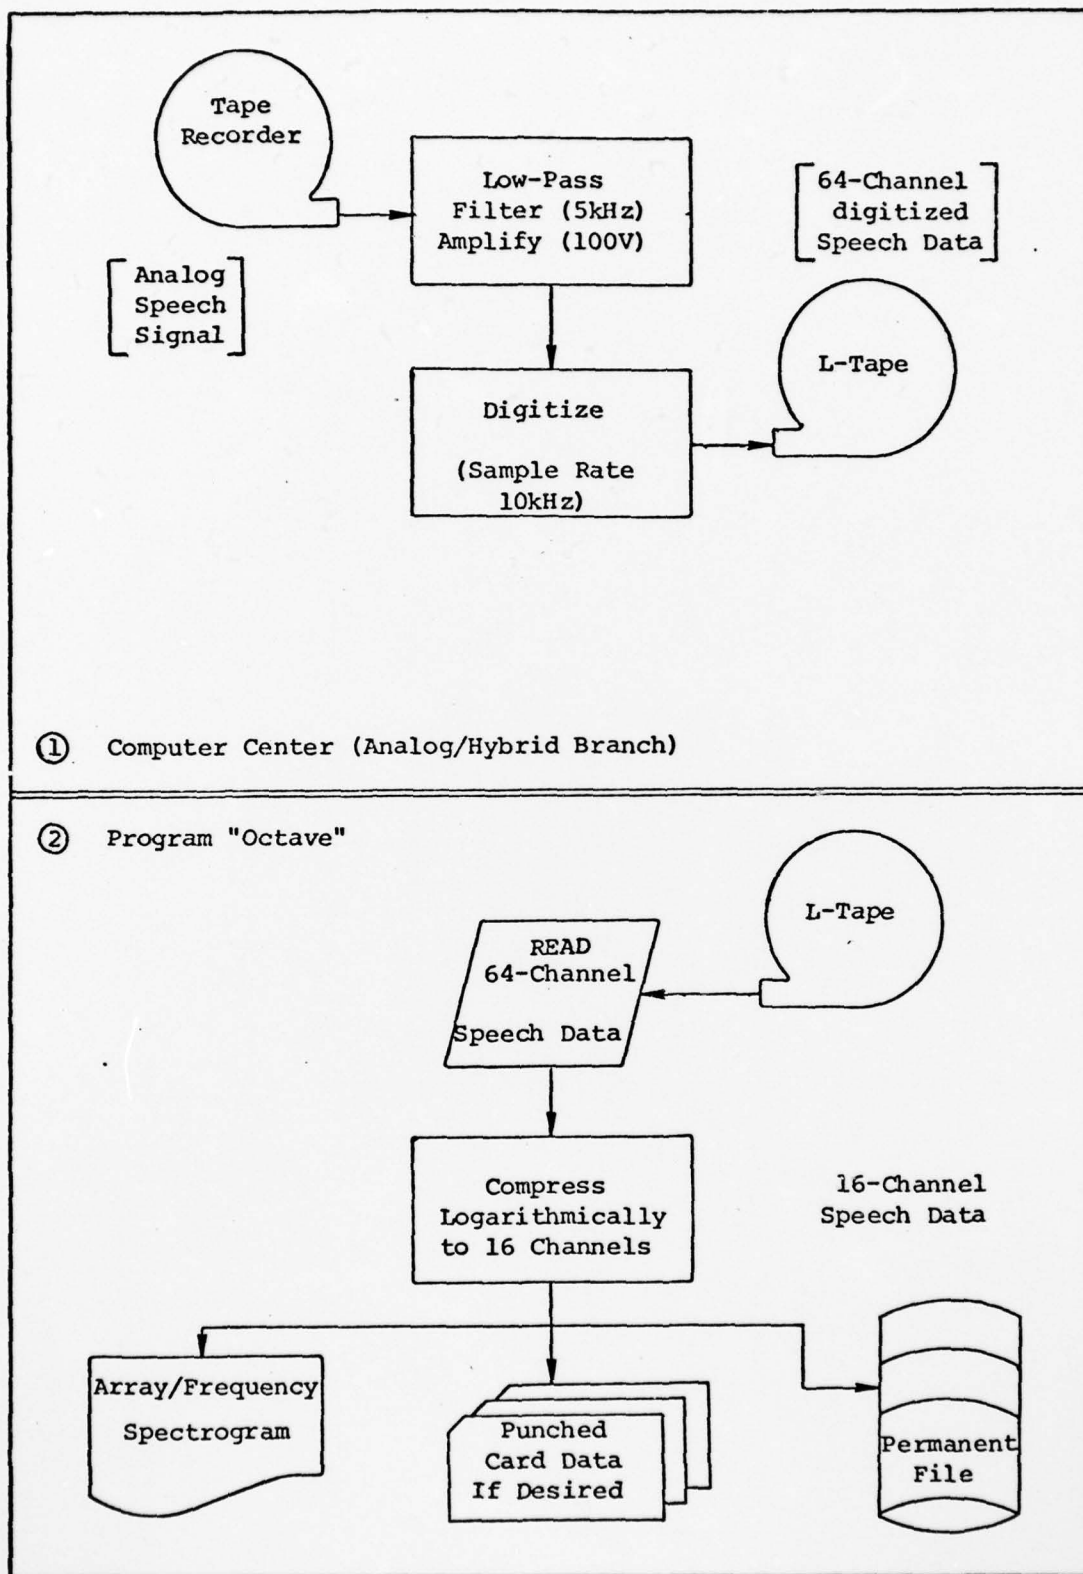 Tape
Recorder
Low-Pass
Filter (5kHz)
Amplify (100V)
64-Channel
digitized
Speech Data
Analog
Speech
Signal
L-Tape
Digitize
(Sample Rate
10kHz)
① Computer Center (Analog/Hybrid Branch)
② Program "Octave"
L-Tape
READ
64-Channel
Speech Data
Compress
Logarithmically
to 16 Channels
16-Channel
Speech Data
Array/Frequency
Spectrogram
Punched
Card Data
If Desired
Permanent
File